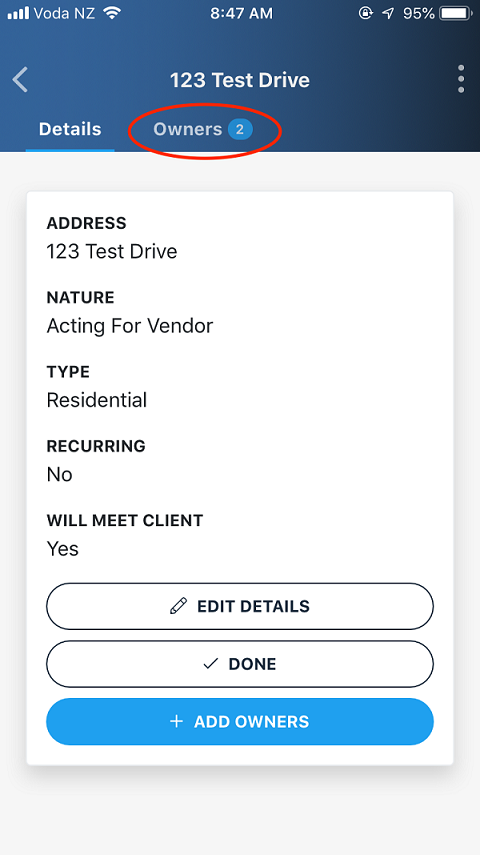 Voda NZ 8:47 AM 95%
123 Test Drive
Details Owners 2
ADDRESS
123 Test Drive
NATURE
Acting For Vendor
TYPE
Residential
RECURRING
No
WILL MEET CLIENT
Yes
EDIT DETAILS
DONE
+ ADD OWNERS